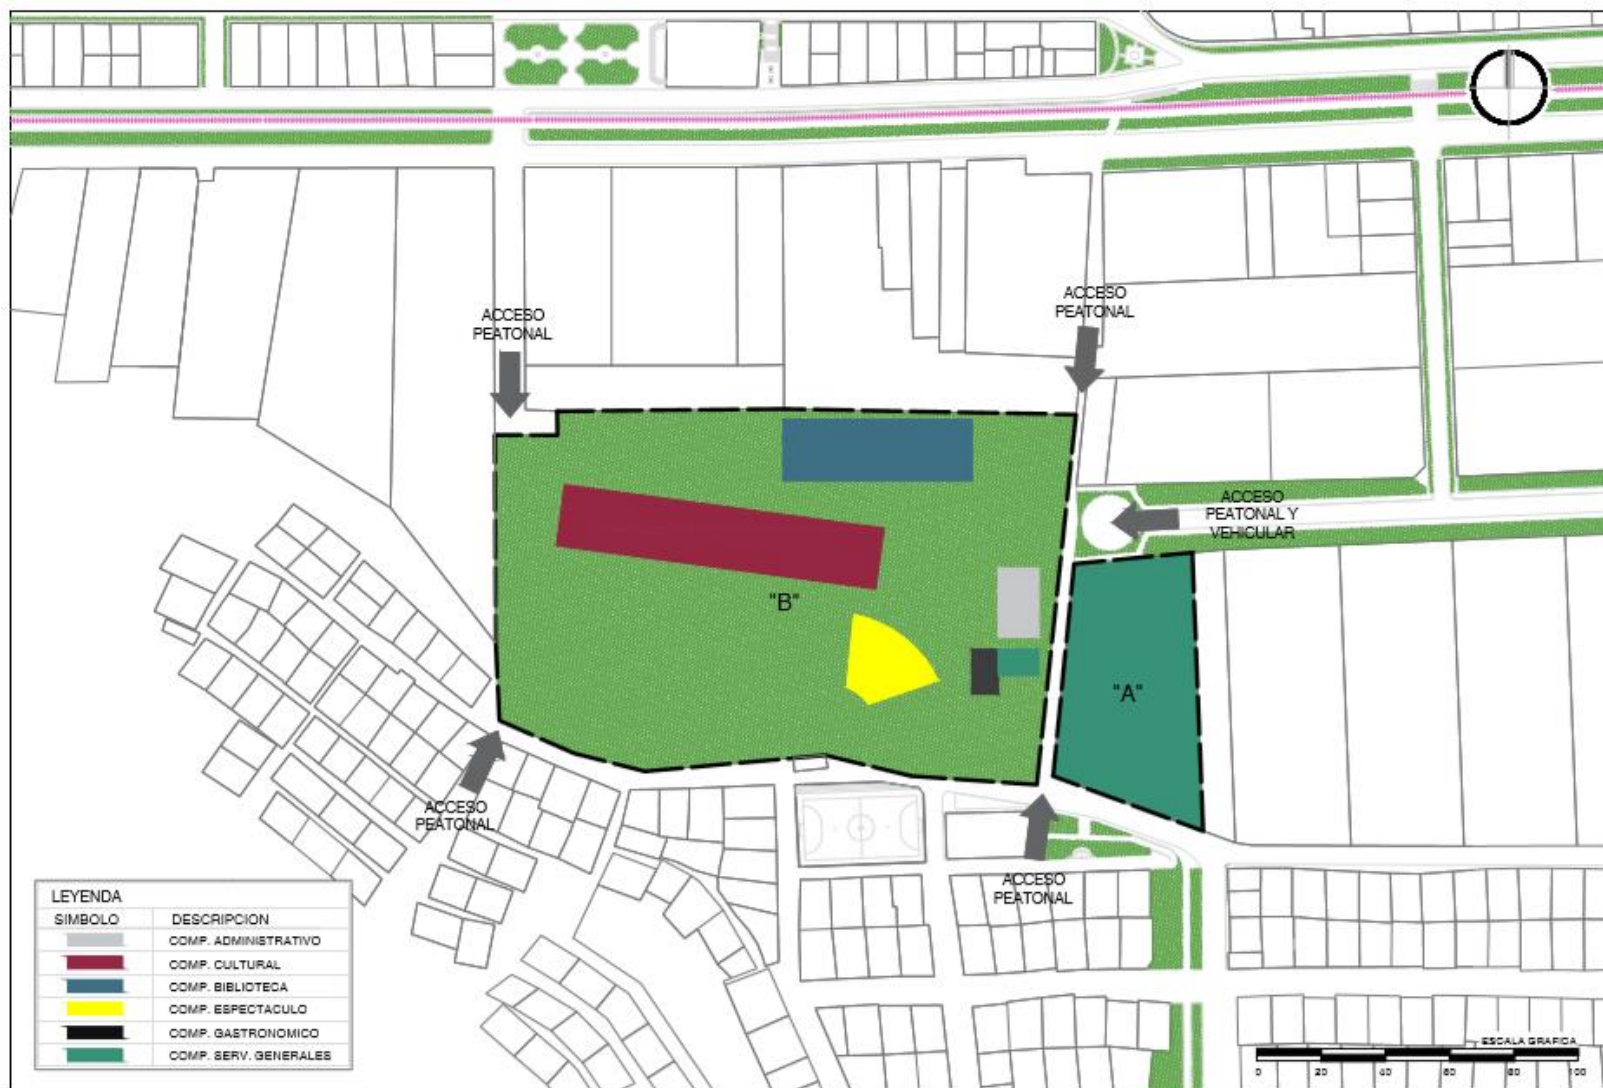 ACCESO
PEATONAL
ACCESO
PEATONAL
ACCESO
PEATONAL Y
VEHICULAR
"B"
"A"
ACCESO
PEATONAL
ACCESO
PEATONAL
LEYENDA
SIMBOLO DESCRIPCION
COMP. ADMINISTRATIVO
COMP. CULTURAL
COMP. BIBLIOTECA
COMP. ESPECTACULO
COMP. GASTRONOMICO
COMP. SERV. GENERALES
ESCALA GRAFICA
0 20 40 60 80 100